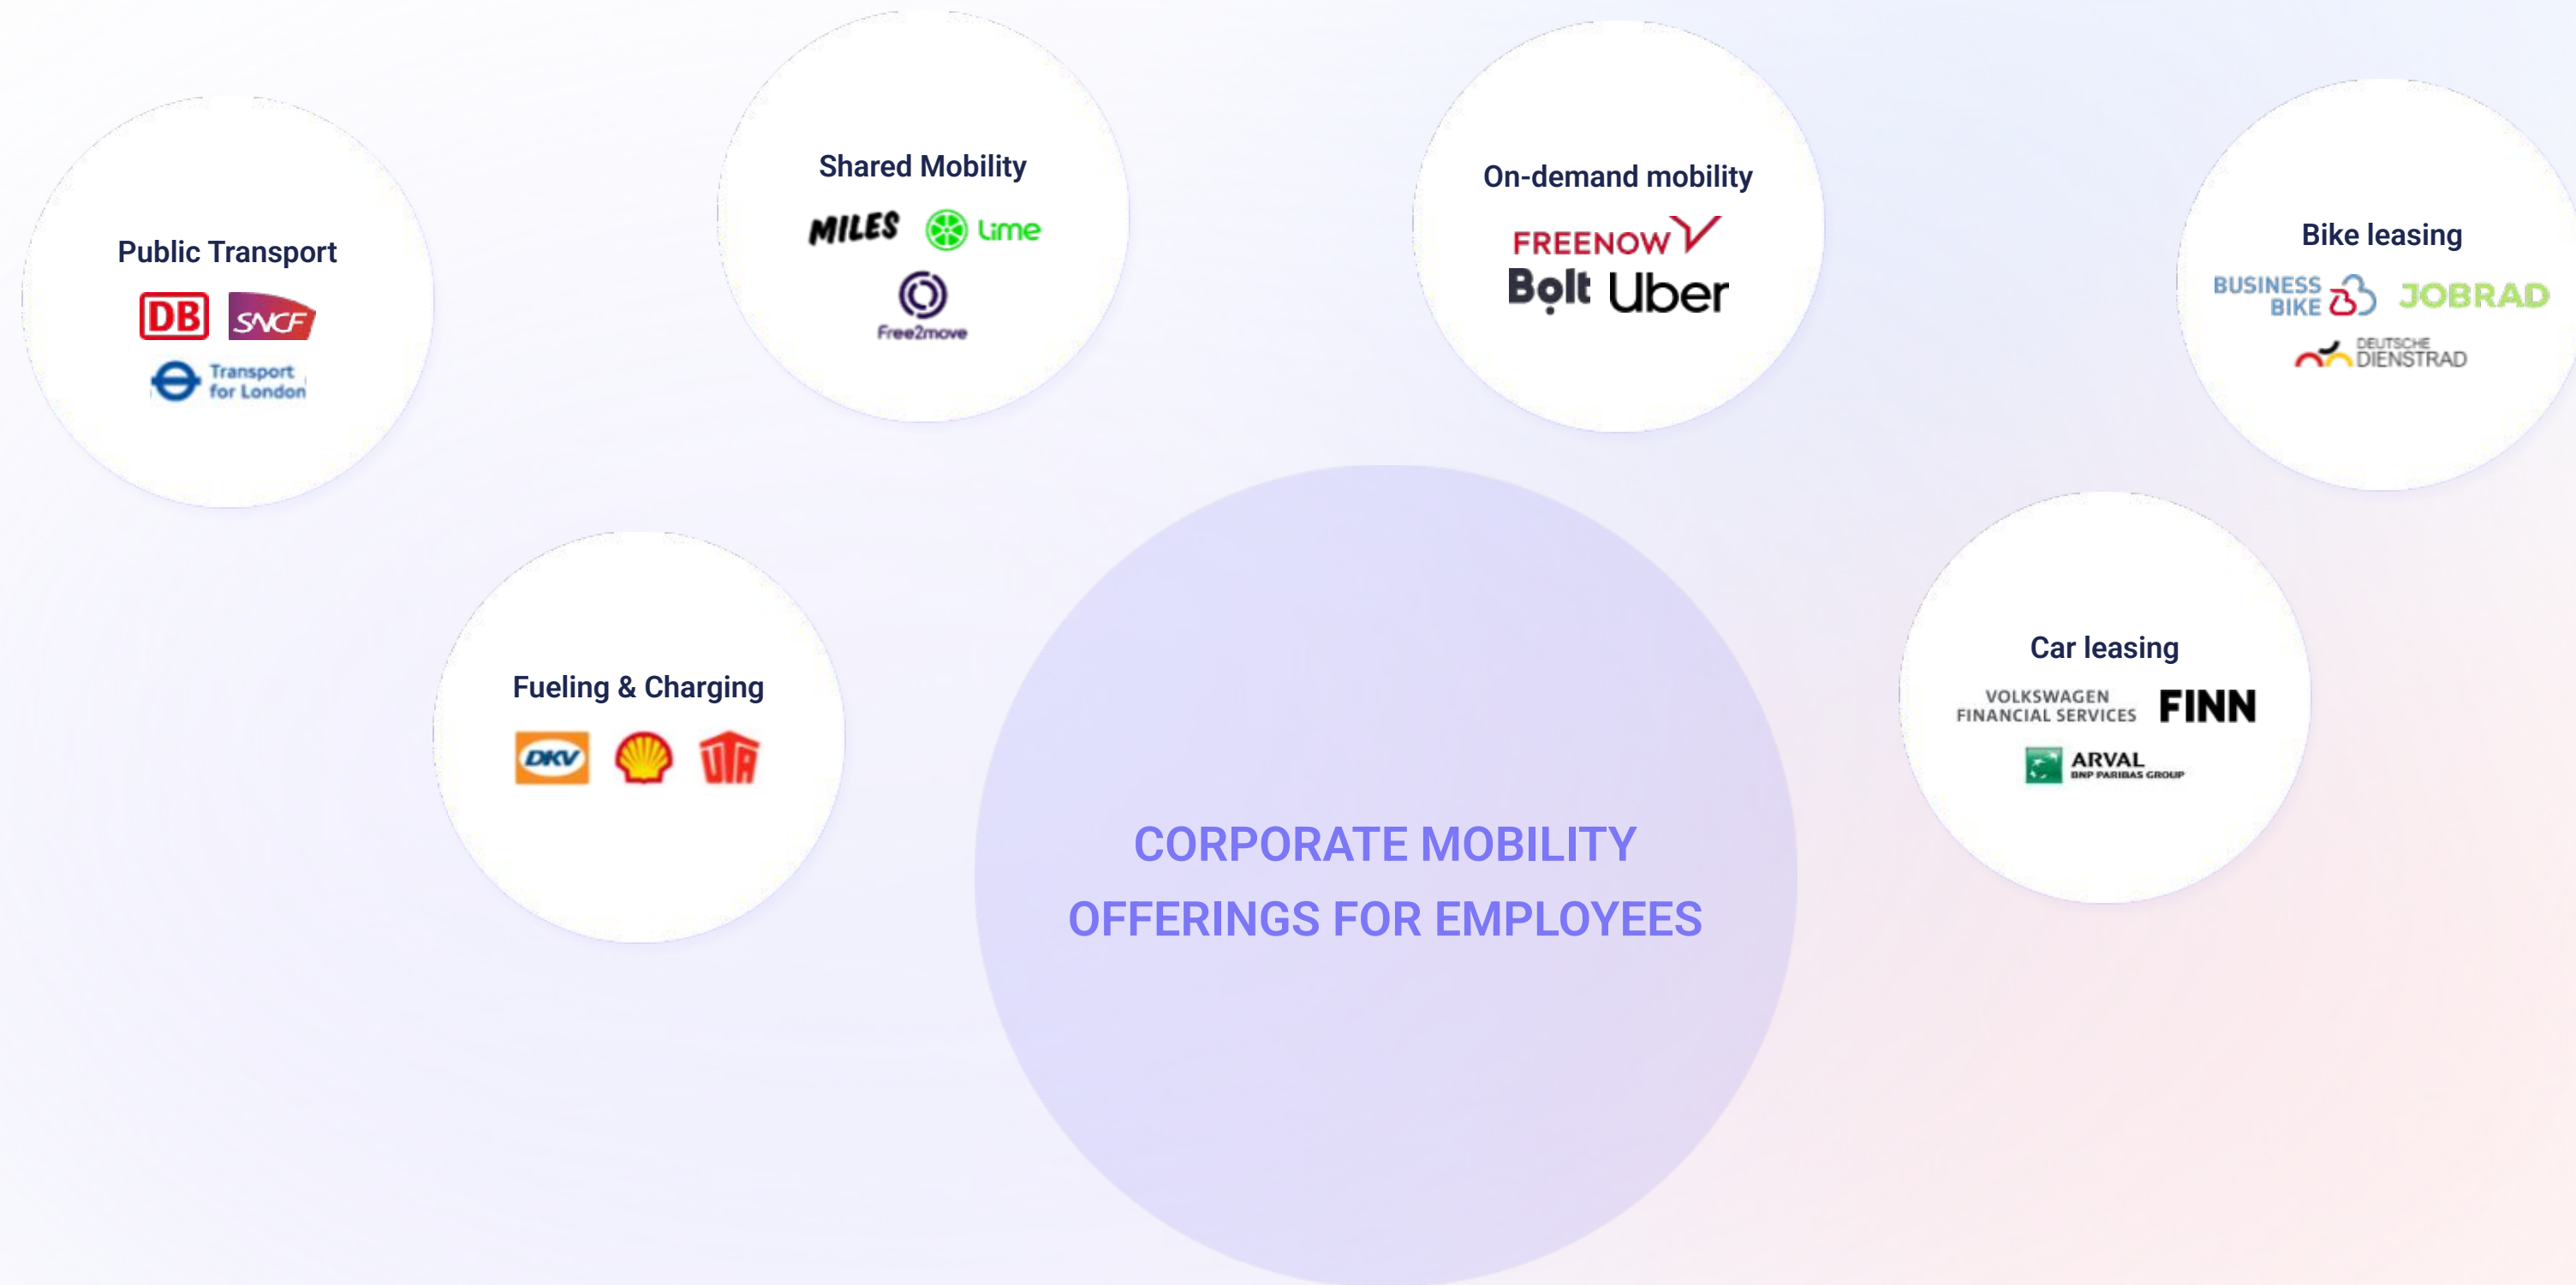 Public Transport
DB SNCF
Transport
for London
Shared Mobility
MILES Lime
Free2move
On-demand mobility
FREENOW
Bolt Uber
Bike leasing
BUSINESS
BIKE
JOBRAD
DEUTSCHE
DIENSTRAD
Fueling & Charging
DKV UTA
Car leasing
VOLKSWAGEN
FINANCIAL SERVICES
FINN
ARVAL
BNP PARIBAS GROUP
CORPORATE MOBILITY
OFFERINGS FOR EMPLOYEES